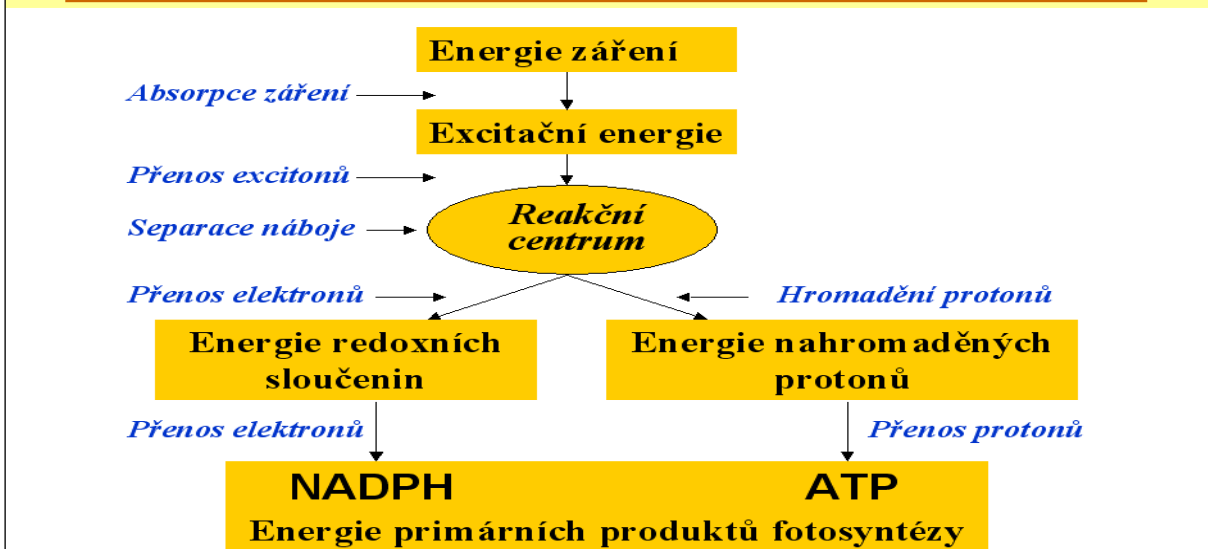 Energie záření
Absorpce záření
Excitační energie
Přenos excitonů
Reakční
centrum
Separace náboje
Přenos elektronů
Hromadění protonů
Energie redoxních
sloučenin
Energie nahromaděných
protonů
Přenos elektronů
Přenos protonů
NADPH ATP
Energie primárních produktů fotosyntézy